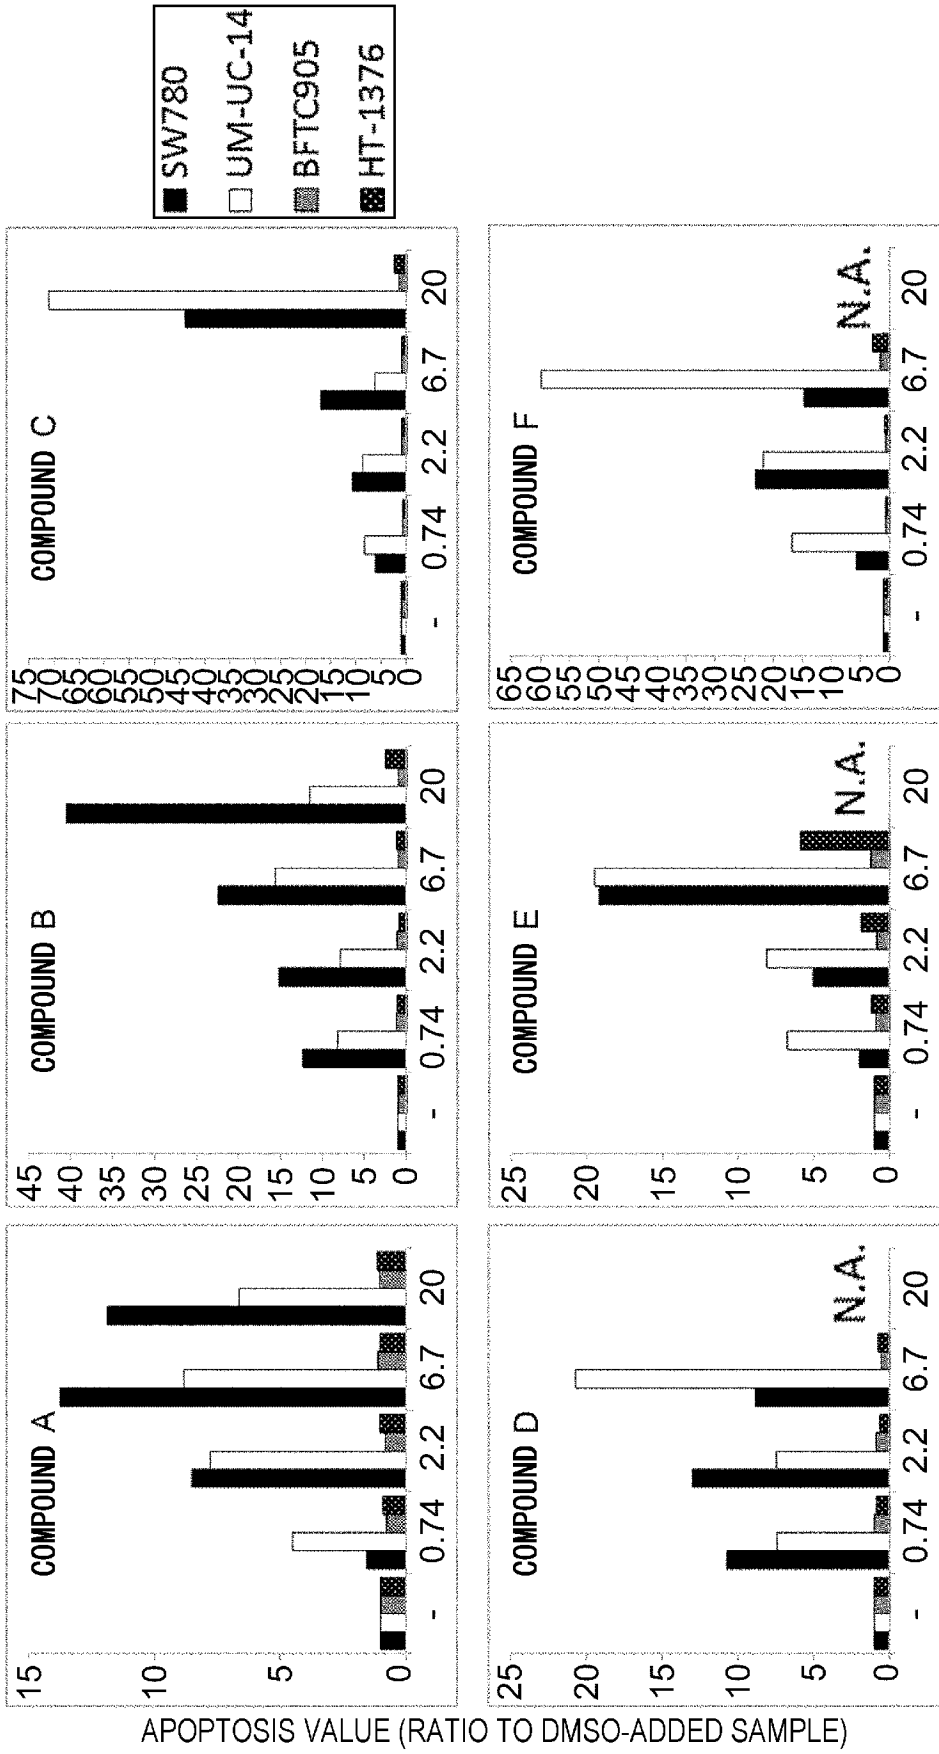 APOPTOSIS VALUE (RATIO TO DMSO-ADDED SAMPLE)
COMPOUND A
15
10
5
0
- 0.74 2.2 6.7 20
COMPOUND B
45
40
35
30
25
20
15
10
5
0
- 0.74 2.2 6.7 20
COMPOUND C
75
70
65
60
55
50
45
40
35
30
25
20
15
10
5
0
- 0.74 2.2 6.7 20
SW780
UM-UC-14
BFTC905
HT-1376
COMPOUND D
25
20
15
10
5
0
N.A.
- 0.74 2.2 6.7 20
COMPOUND E
25
20
15
10
5
0
N.A.
- 0.74 2.2 6.7 20
COMPOUND F
65
60
55
50
45
40
35
30
25
20
15
10
5
0
N.A.
- 0.74 2.2 6.7 20